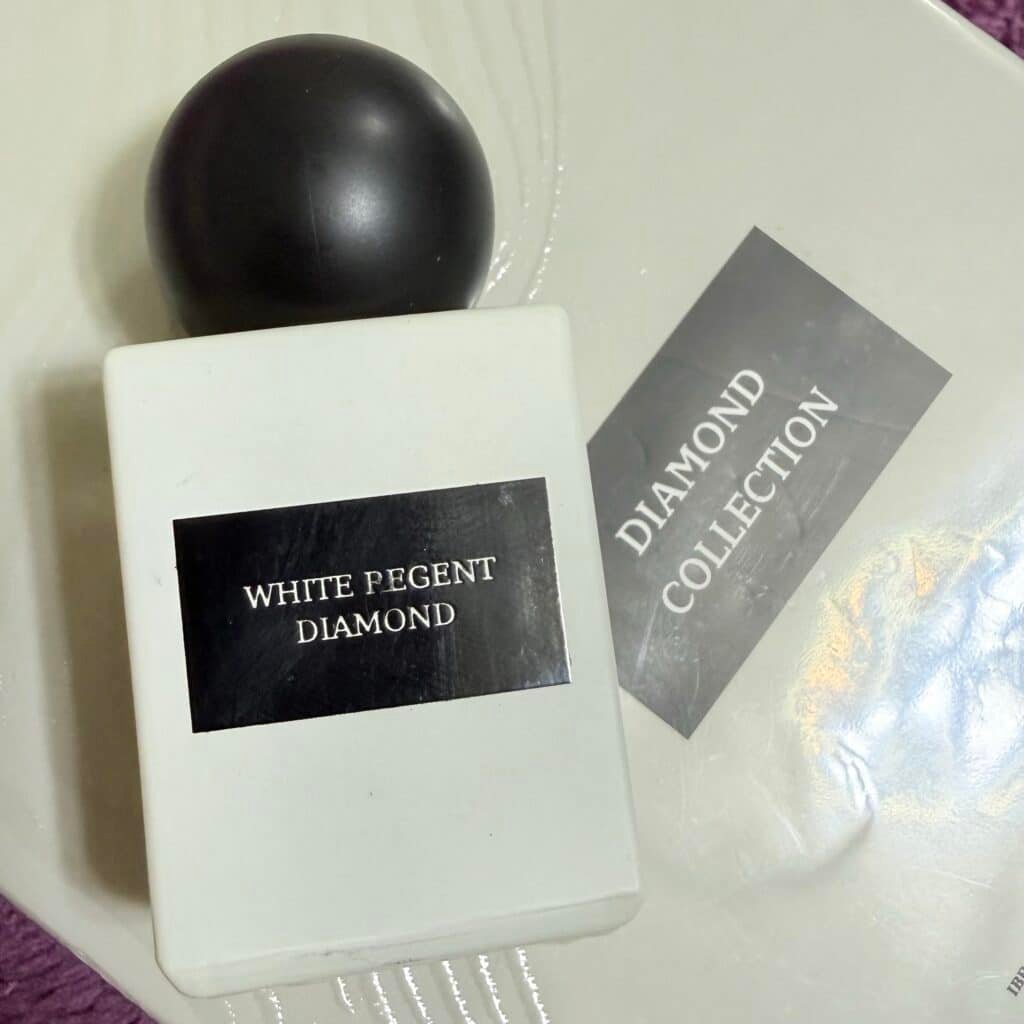 WHITE REGENT
DIAMOND
DIAMOND
COLLECTION